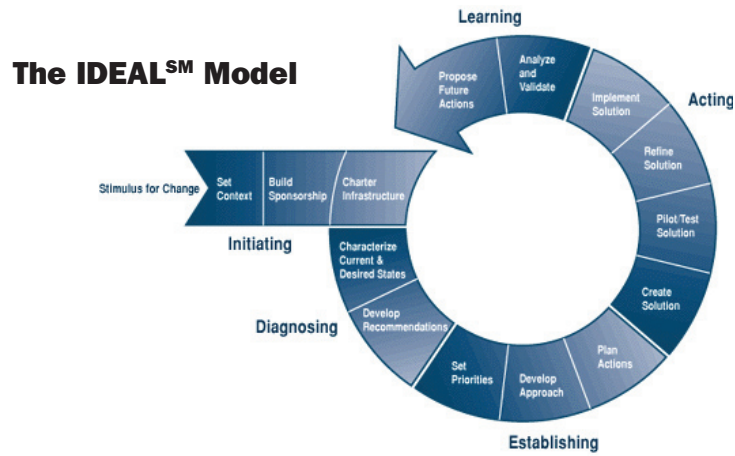 The IDEAL℠ Model
Stimulus for Change
Set
Context
Build
Sponsorship
Charter
Infrastructure
Initiating
Characterize
Current &
Desired States
Develop
Recommendations
Diagnosing
Set
Priorities
Develop
Approach
Plan
Actions
Establishing
Create
Solution
Pilot/Test
Solution
Refine
Solution
Implement
Solution
Acting
Analyze
and
Validate
Propose
Future
Actions
Learning